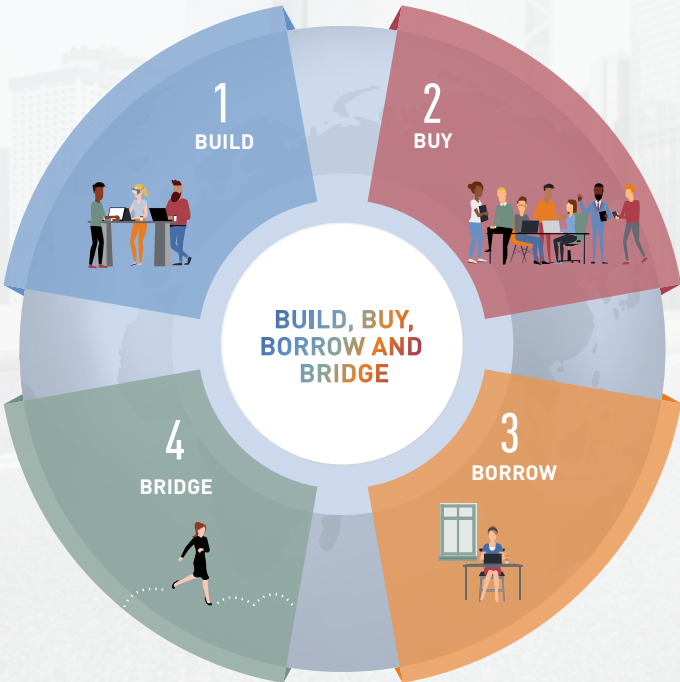 1
BUILD
2
BUY
BUILD, BUY,
BORROW AND
BRIDGE
4
BRIDGE
3
BORROW